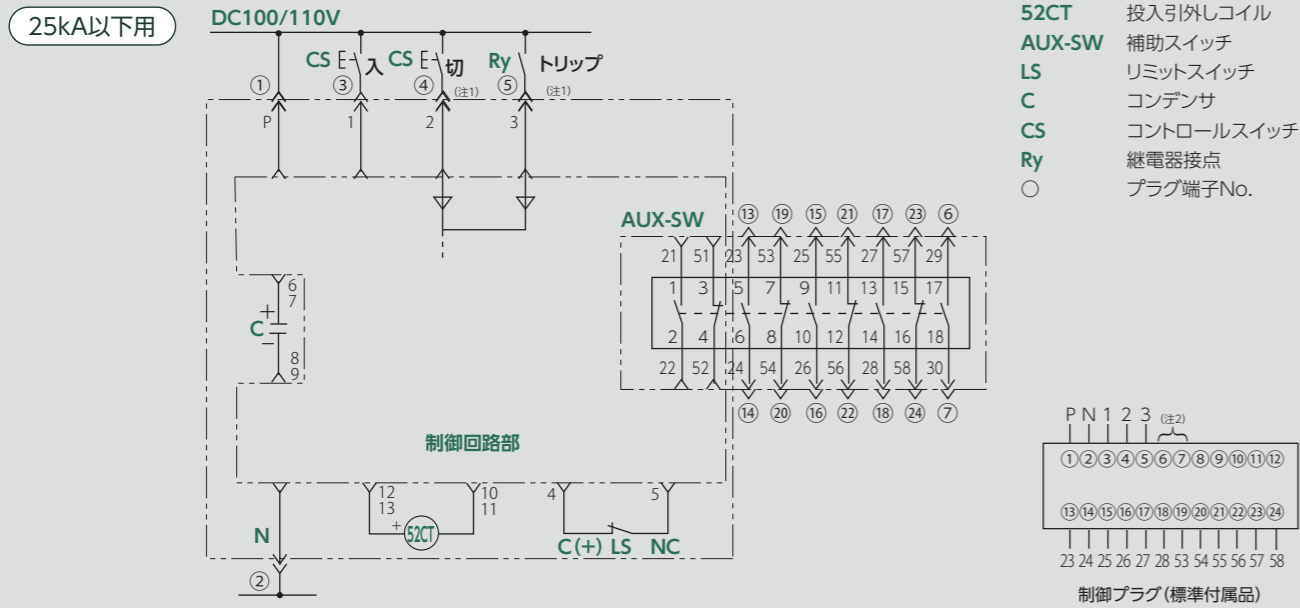 25kA以下用
DC100/110V
CS 入 CS 切 Ry トリップ
① ③ ④ (注1) ⑤ (注1)
P 1 2 3
52CT 投入引外しコイル
AUX-SW 補助スイッチ
LS リミットスイッチ
C コンデンサ
CS コントロールスイッチ
Ry 継電器接点
○ プラグ端子No.
AUX-SW
⑬ ⑲ ⑮ ㉑ ⑰ ㉓ ⑥
21 51 23 53 25 55 27 57 29
1 3 5 7 9 11 13 15 17
2 4 6 8 10 12 14 16 18
22 52 24 54 26 56 28 58 30
⑭ ⑳ ⑯ ㉒ ⑱ ㉔ ⑦
6
7
+
C
−
8
9
制御回路部
12 10 4 5
13 11
+ 52CT
N C(+) LS NC
②
P N 1 2 3 (注2)
①②③④⑤⑥⑦⑧⑨⑩⑪⑫
⑬⑭⑮⑯⑰⑱⑲⑳㉑㉒㉓㉔
23 24 25 26 27 28 53 54 55 56 57 58
制御プラグ(標準付属品)